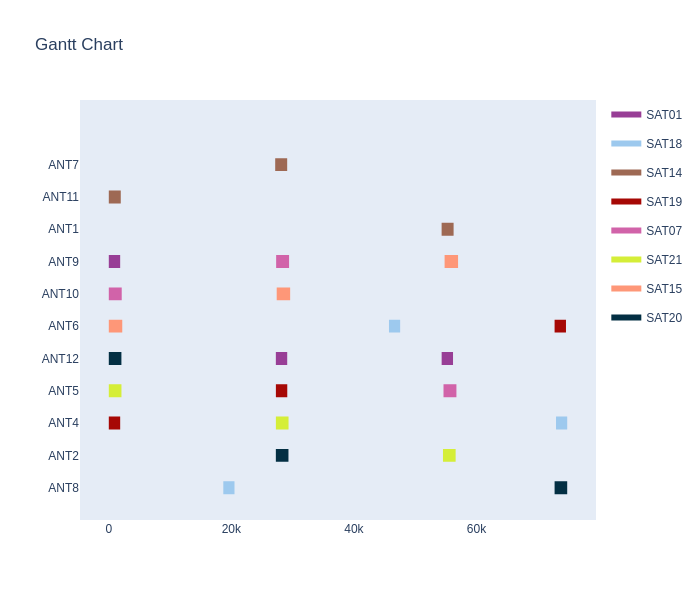 Gantt Chart
SAT01
SAT18
SAT14
SAT19
SAT07
SAT21
SAT15
SAT20
ANT7
ANT11
ANT1
ANT9
ANT10
ANT6
ANT12
ANT5
ANT4
ANT2
ANT8
0 20k 40k 60k